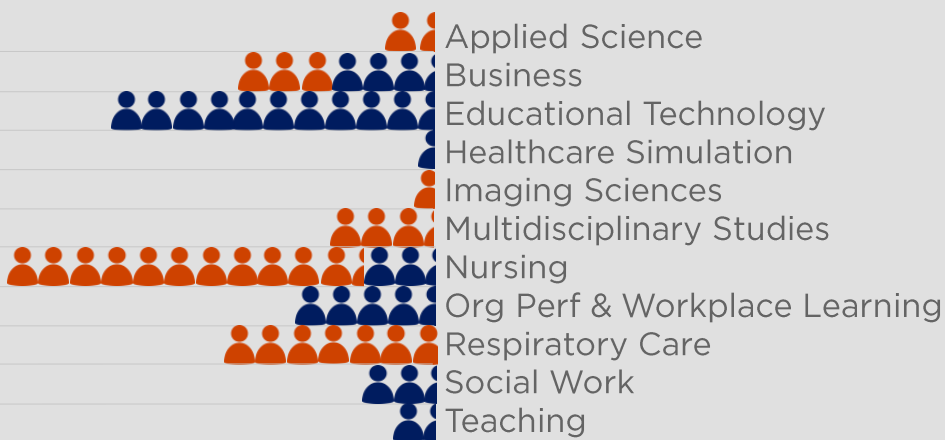 Applied Science
Business
Educational Technology
Healthcare Simulation
Imaging Sciences
Multidisciplinary Studies
Nursing
Org Perf & Workplace Learning
Respiratory Care
Social Work
Teaching